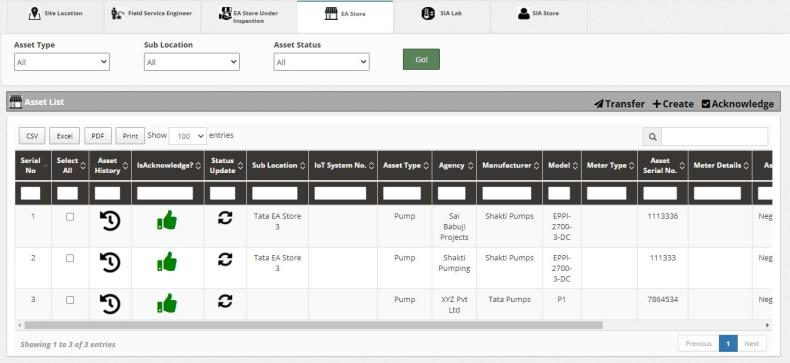 Site Location
Field Service Engineer
EA Store Under
Inspection
EA Store
SIA Lab
SIA Store
Asset Type
Sub Location
Asset Status
All
All
All
Go!
Asset List
Transfer
Create
Acknowledge
CSV
Excel
PDF
Print
Show 100 entries
Serial No
Select All
Asset History
IsAcknowledge?
Status Update
Sub Location
IoT System No.
Asset Type
Agency
Manufacturer
Model
Meter Type
Asset Serial No.
Meter Details
As
1
Tata EA Store 3
Pump
Sai Babuji Projects
Shakti Pumps
EPPI-2700-3-DC
1113336
Neg
2
Tata EA Store 3
Pump
Shakti Pumping
Shakti Pumps
EPPI-2700-3-DC
111333
Neg
3
Pump
XYZ Pvt Ltd
Tata Pumps
P1
7864534
Neg
Showing 1 to 3 of 3 entries
Previous
1
Next